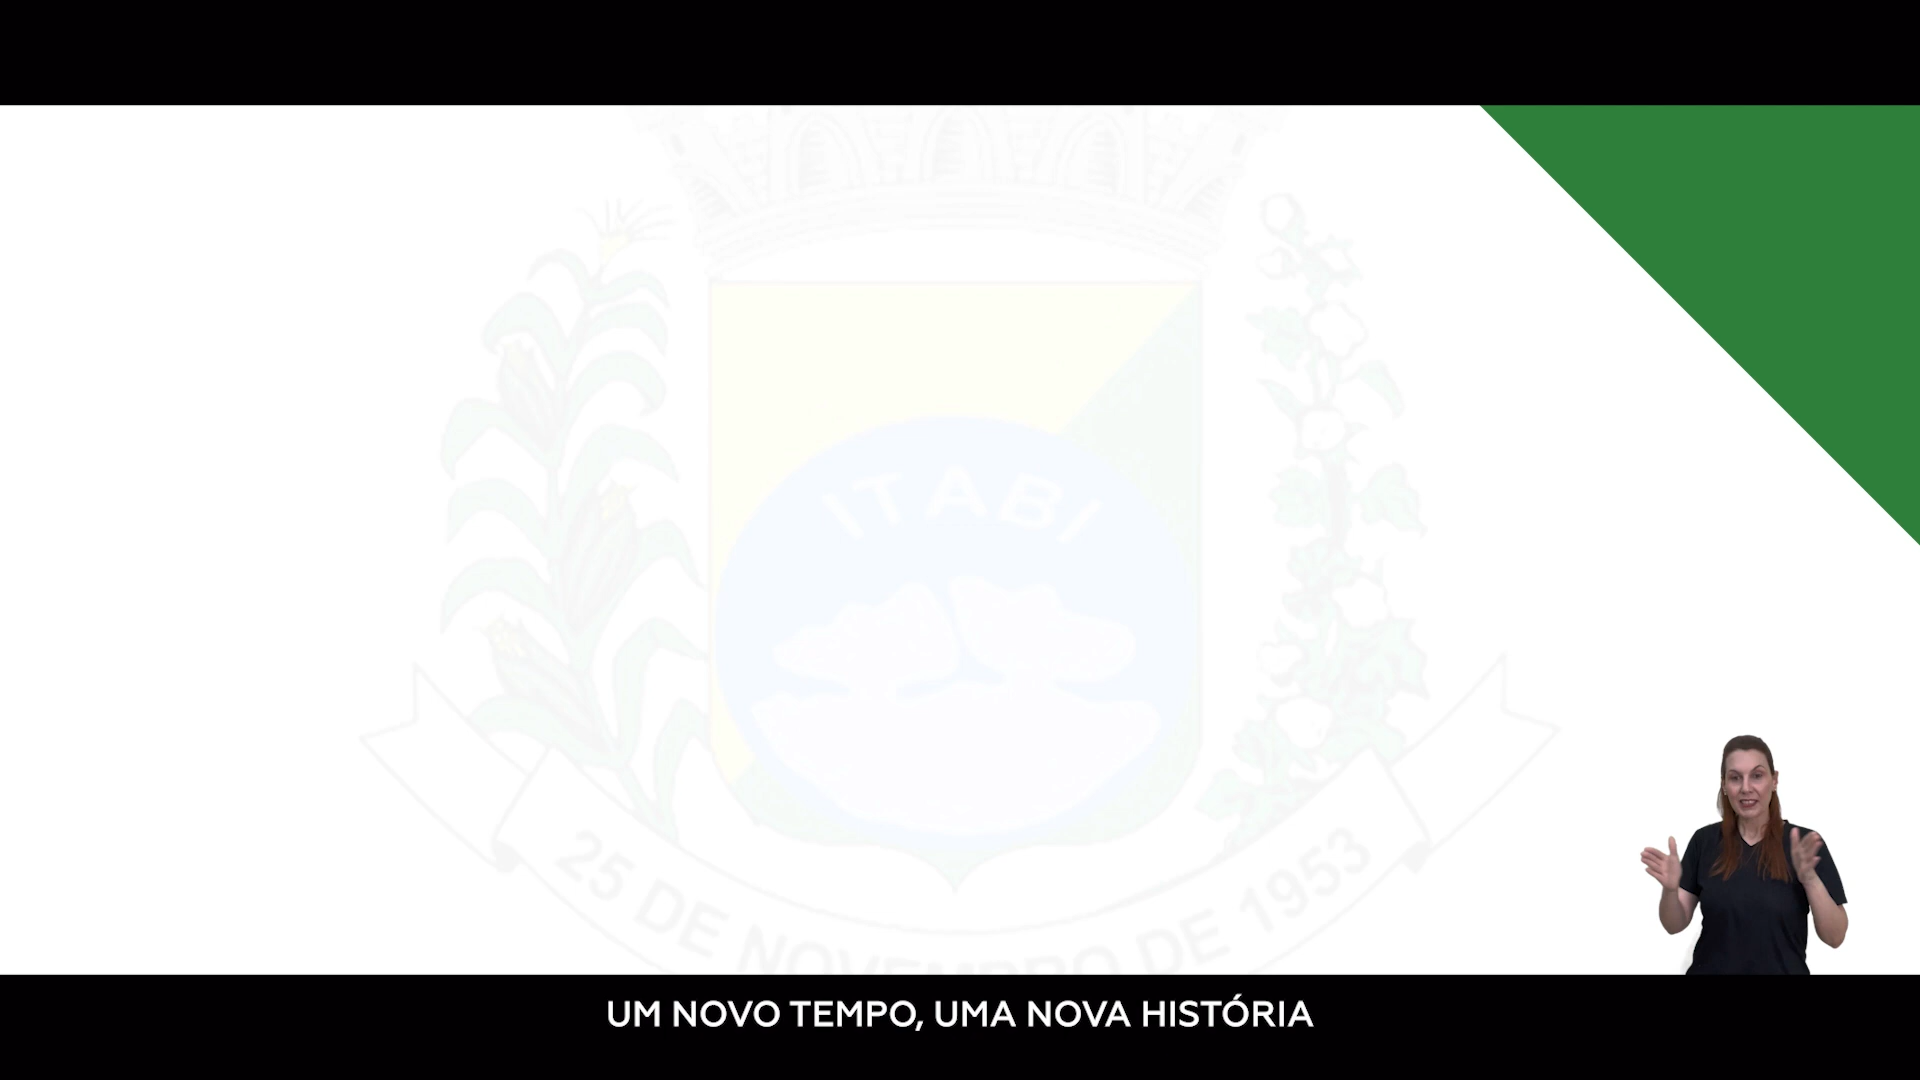 ITABI
25 DE NOVEMBRO DE 1953
UM NOVO TEMPO, UMA NOVA HISTÓRIA